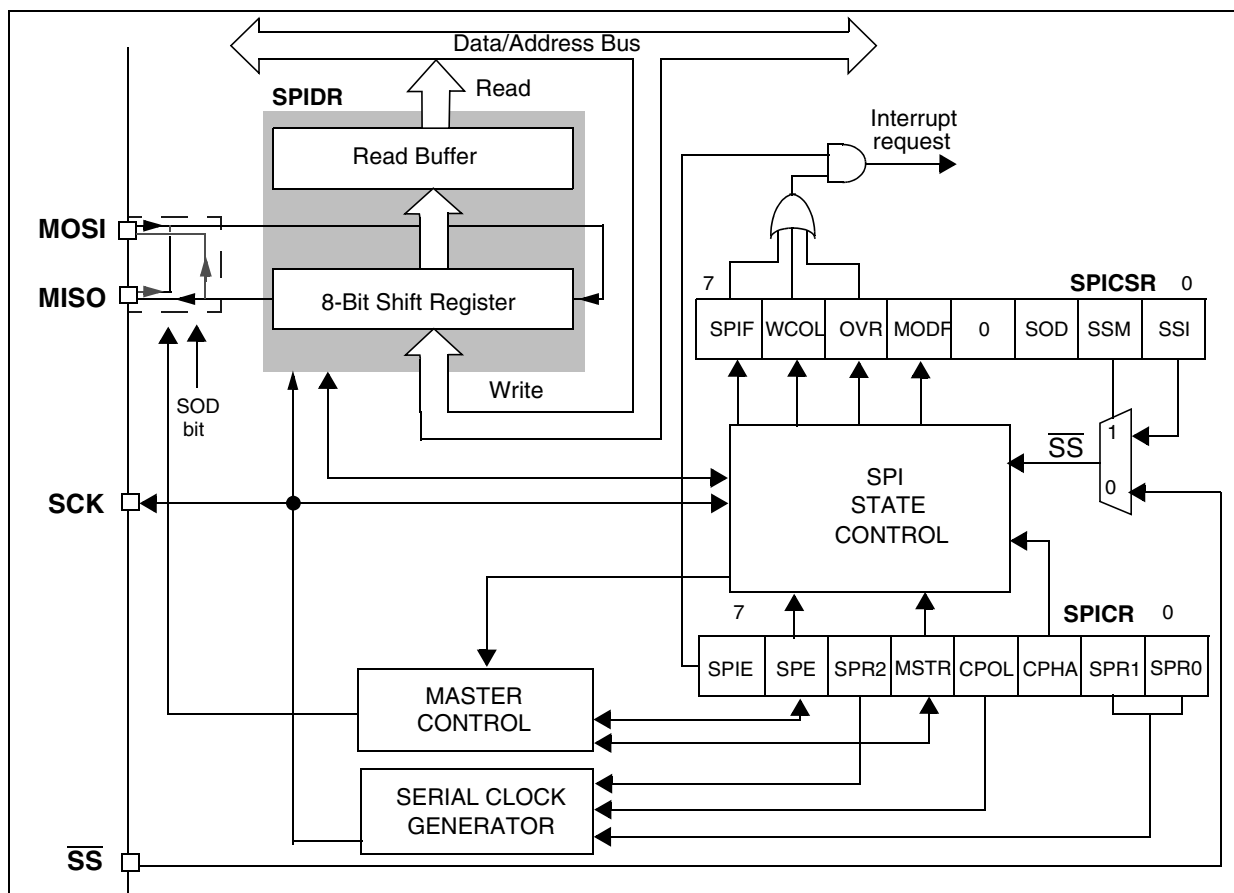 Data/Address Bus
SPIDR
Read
Read Buffer
Interrupt
request
MOSI
MISO
8-Bit Shift Register
7
SPICSR
0
SPIF WCOL OVR MODF 0 SOD SSM SSI
Write
SOD
bit
1
SS
0
SCK
SPI
STATE
CONTROL
7
SPICR
0
SPIE SPE SPR2 MSTR CPOL CPHA SPR1 SPR0
MASTER
CONTROL
SERIAL CLOCK
GENERATOR
SS